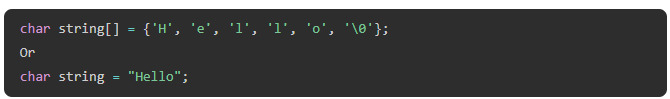 char string[] = {'H', 'e', 'l', 'l', 'o', '\0'};
Or
char string = "Hello";